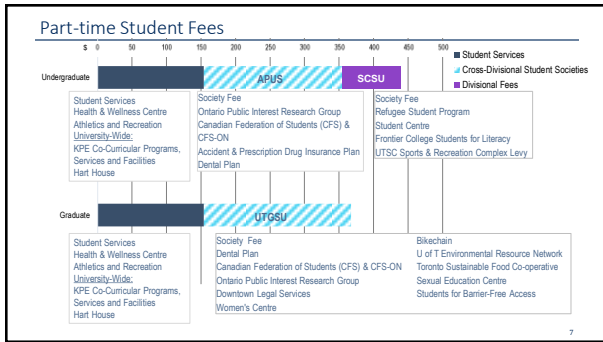 Part-time Student Fees
$ 0 50 100 150 200 250 300 350 400 450 500
Student Services
Cross-Divisional Student Societies
Divisional Fees
Undergraduate
APUS
SCSU
Student Services
Health & Wellness Centre
Athletics and Recreation
University-Wide:
KPE Co-Curricular Programs,
Services and Facilities
Hart House
Society Fee
Ontario Public Interest Research Group
Canadian Federation of Students (CFS) &
CFS-ON
Accident & Prescription Drug Insurance Plan
Dental Plan
Society Fee
Refugee Student Program
Student Centre
Frontier College Students for Literacy
UTSC Sports & Recreation Complex Levy
Graduate
UTGSU
Student Services
Health & Wellness Centre
Athletics and Recreation
University-Wide:
KPE Co-Curricular Programs,
Services and Facilities
Hart House
Society Fee
Dental Plan
Canadian Federation of Students (CFS) & CFS-ON
Ontario Public Interest Research Group
Downtown Legal Services
Women's Centre
Bikechain
U of T Environmental Resource Network
Toronto Sustainable Food Co-operative
Sexual Education Centre
Students for Barrier-Free Access
7